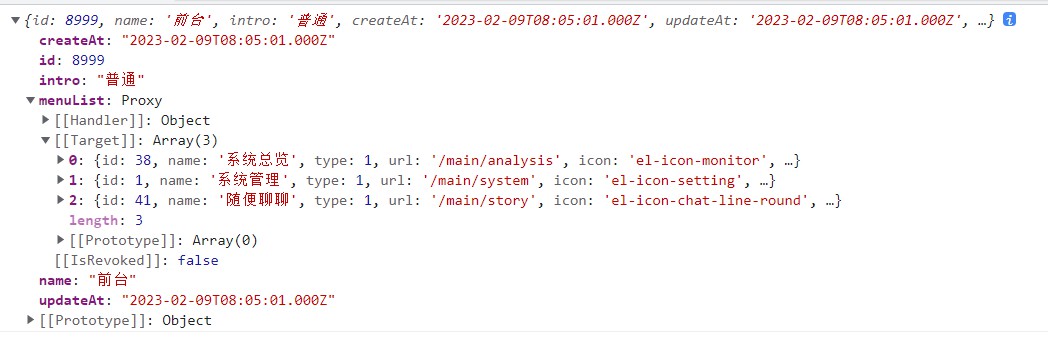 {id: 8999, name: '前台', intro: '普通', createAt: '2023-02-09T08:05:01.000Z', updateAt: '2023-02-09T08:05:01.000Z', …} i
createAt: "2023-02-09T08:05:01.000Z"
id: 8999
intro: "普通"
menuList: Proxy
[[Handler]]: Object
[[Target]]: Array(3)
0: {id: 38, name: '系统总览', type: 1, url: '/main/analysis', icon: 'el-icon-monitor', …}
1: {id: 1, name: '系统管理', type: 1, url: '/main/system', icon: 'el-icon-setting', …}
2: {id: 41, name: '随便聊聊', type: 1, url: '/main/story', icon: 'el-icon-chat-line-round', …}
length: 3
[[Prototype]]: Array(0)
[[IsRevoked]]: false
name: "前台"
updateAt: "2023-02-09T08:05:01.000Z"
[[Prototype]]: Object